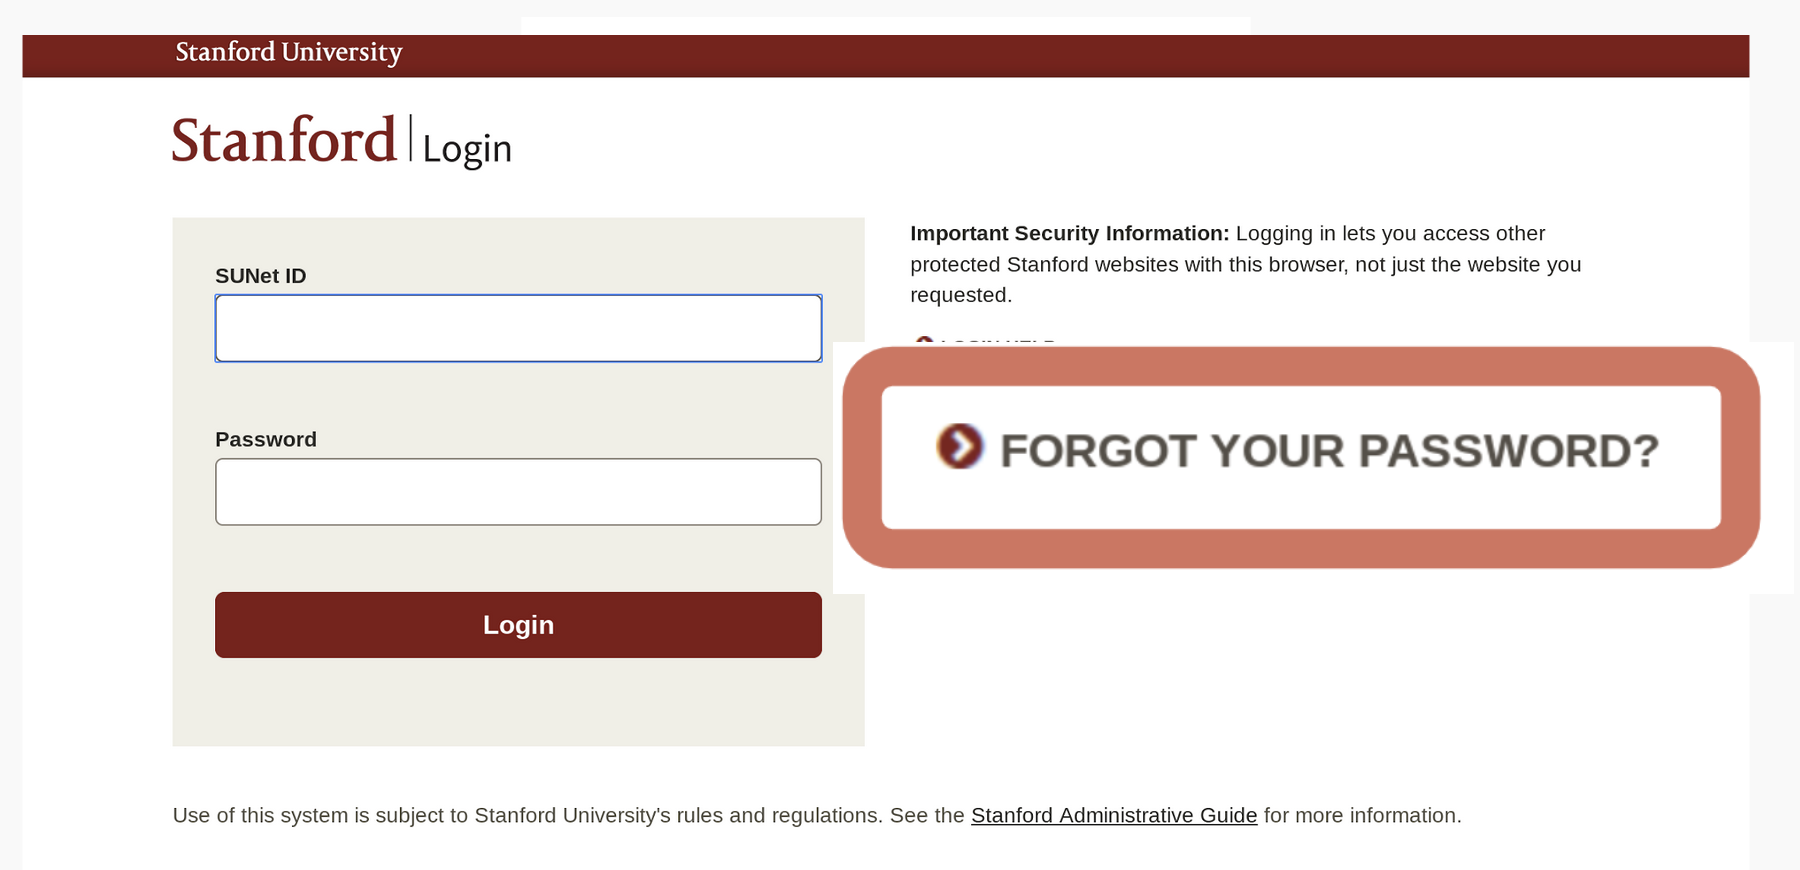 Stanford University
Stanford | Login
SUNet ID
Password
Login
Important Security Information: Logging in lets you access other
protected Stanford websites with this browser, not just the website you
requested.
FORGOT YOUR PASSWORD?
Use of this system is subject to Stanford University's rules and regulations. See the Stanford Administrative Guide for more information.